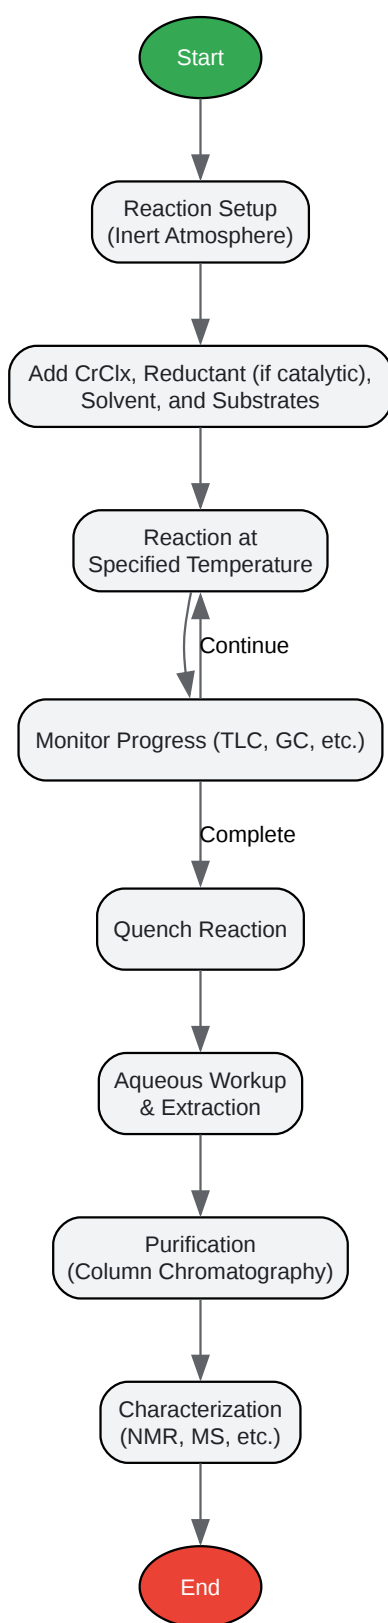 Start
Reaction Setup
(Inert Atmosphere)
Add CrClx, Reductant (if catalytic),
Solvent, and Substrates
Reaction at
Specified Temperature
Continue
Monitor Progress (TLC, GC, etc.)
Complete
Quench Reaction
Aqueous Workup
& Extraction
Purification
(Column Chromatography)
Characterization
(NMR, MS, etc.)
End